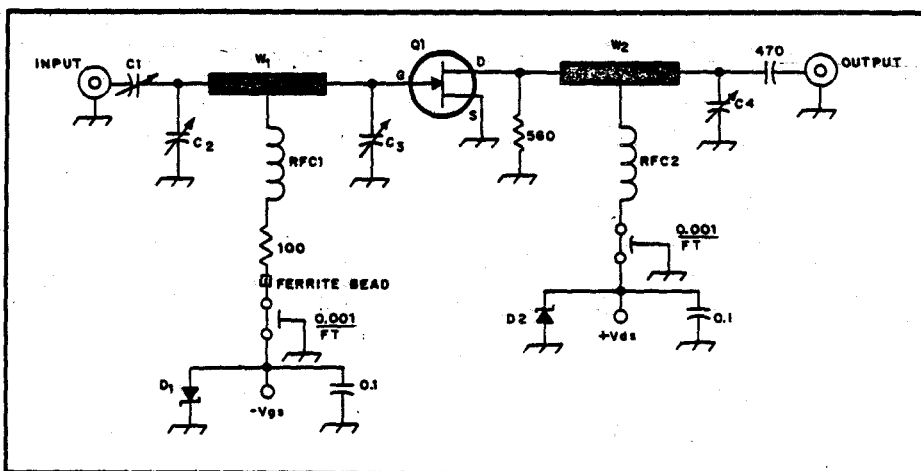 INPUT
C1
W1
Q1
G
D
S
W2
470
OUTPUT
C2
C3
560
C4
RFC1
RFC2
100
FERRITE BEAD
0.001
FT
0.001
FT
D1
-Vgs
0.1
D2
+Vds
0.1